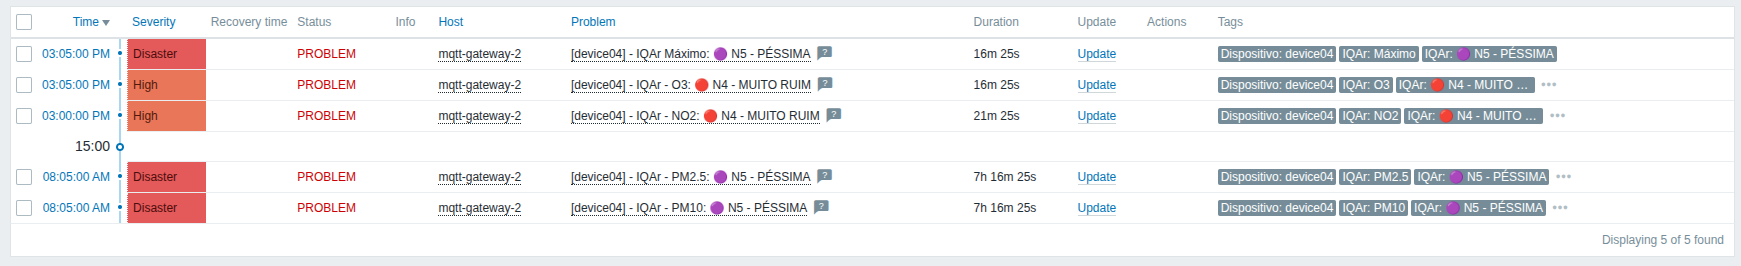 Time Severity Recovery time Status Info Host Problem Duration Update Actions Tags
03:05:00 PM Disaster PROBLEM mqtt-gateway-2 [device04] - IQAr Máximo: 🟣 N5 - PÉSSIMA ? 16m 25s Update Dispositivo: device04 IQAr: Máximo IQAr: 🟣 N5 - PÉSSIMA
03:05:00 PM High PROBLEM mqtt-gateway-2 [device04] - IQAr - O3: 🔴 N4 - MUITO RUIM ? 16m 25s Update Dispositivo: device04 IQAr: O3 IQAr: 🔴 N4 - MUITO ... •••
03:00:00 PM High PROBLEM mqtt-gateway-2 [device04] - IQAr - NO2: 🔴 N4 - MUITO RUIM ? 21m 25s Update Dispositivo: device04 IQAr: NO2 IQAr: 🔴 N4 - MUITO ... •••
15:00
08:05:00 AM Disaster PROBLEM mqtt-gateway-2 [device04] - IQAr - PM2.5: 🟣 N5 - PÉSSIMA ? 7h 16m 25s Update Dispositivo: device04 IQAr: PM2.5 IQAr: 🟣 N5 - PÉSSIMA •••
08:05:00 AM Disaster PROBLEM mqtt-gateway-2 [device04] - IQAr - PM10: 🟣 N5 - PÉSSIMA ? 7h 16m 25s Update Dispositivo: device04 IQAr: PM10 IQAr: 🟣 N5 - PÉSSIMA •••
Displaying 5 of 5 found